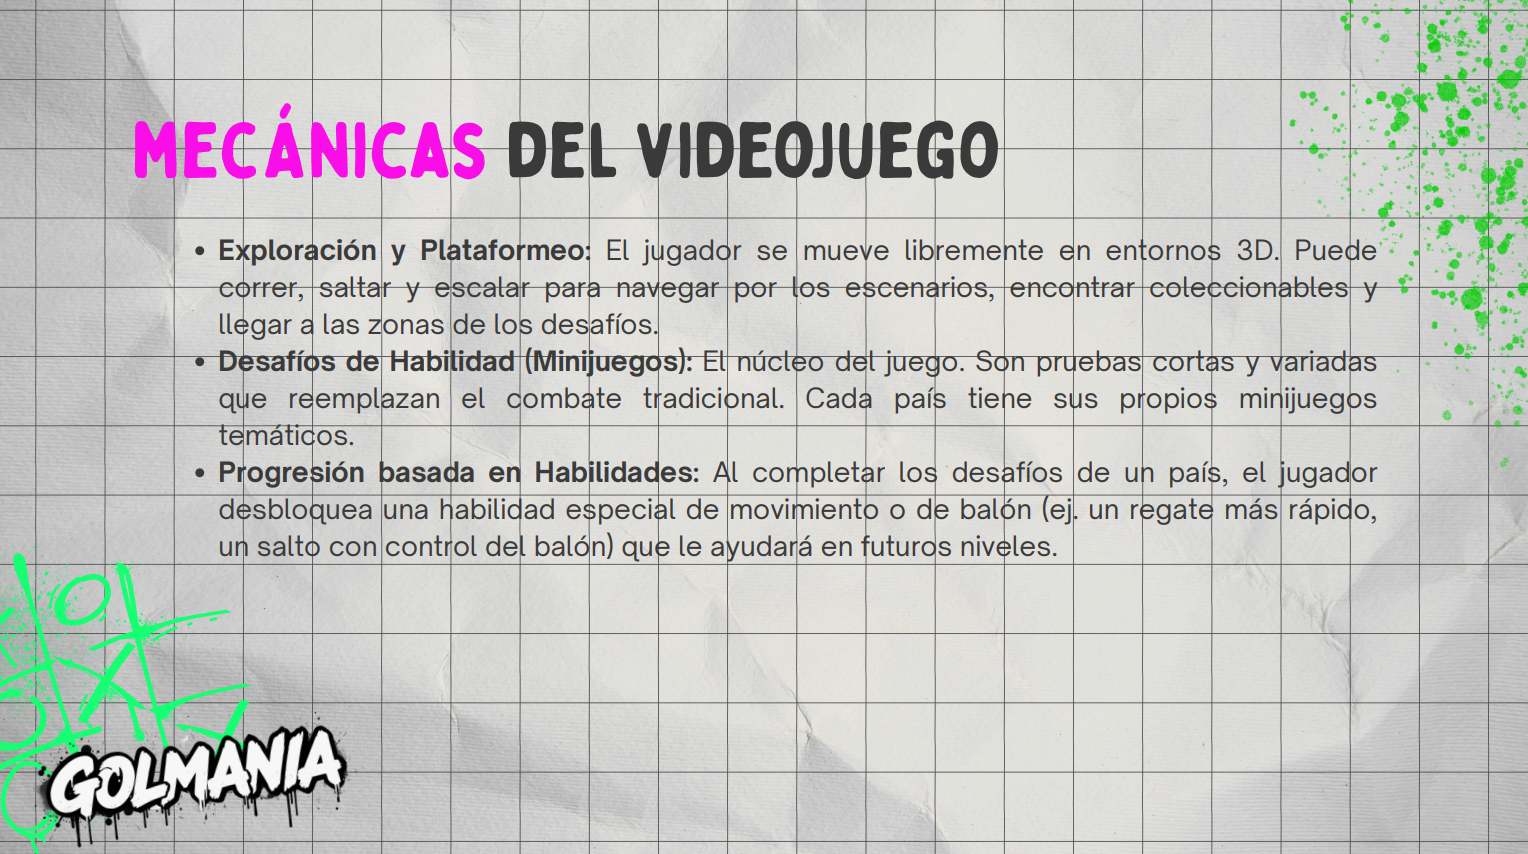 MECÁNICAS DEL VIDEOJUEGO
• Exploración y Plataformeo: El jugador se mueve libremente en entornos 3D. Puede
correr, saltar y escalar para navegar por los escenarios, encontrar coleccionables y
llegar a las zonas de los desafíos.
• Desafíos de Habilidad (Minijuegos): El núcleo del juego. Son pruebas cortas y variadas
que reemplazan el combate tradicional. Cada país tiene sus propios minijuegos
temáticos.
• Progresión basada en Habilidades: Al completar los desafíos de un país, el jugador
desbloquea una habilidad especial de movimiento o de balón (ej. un regate más rápido,
un salto con control del balón) que le ayudará en futuros niveles.
GOLMANIA